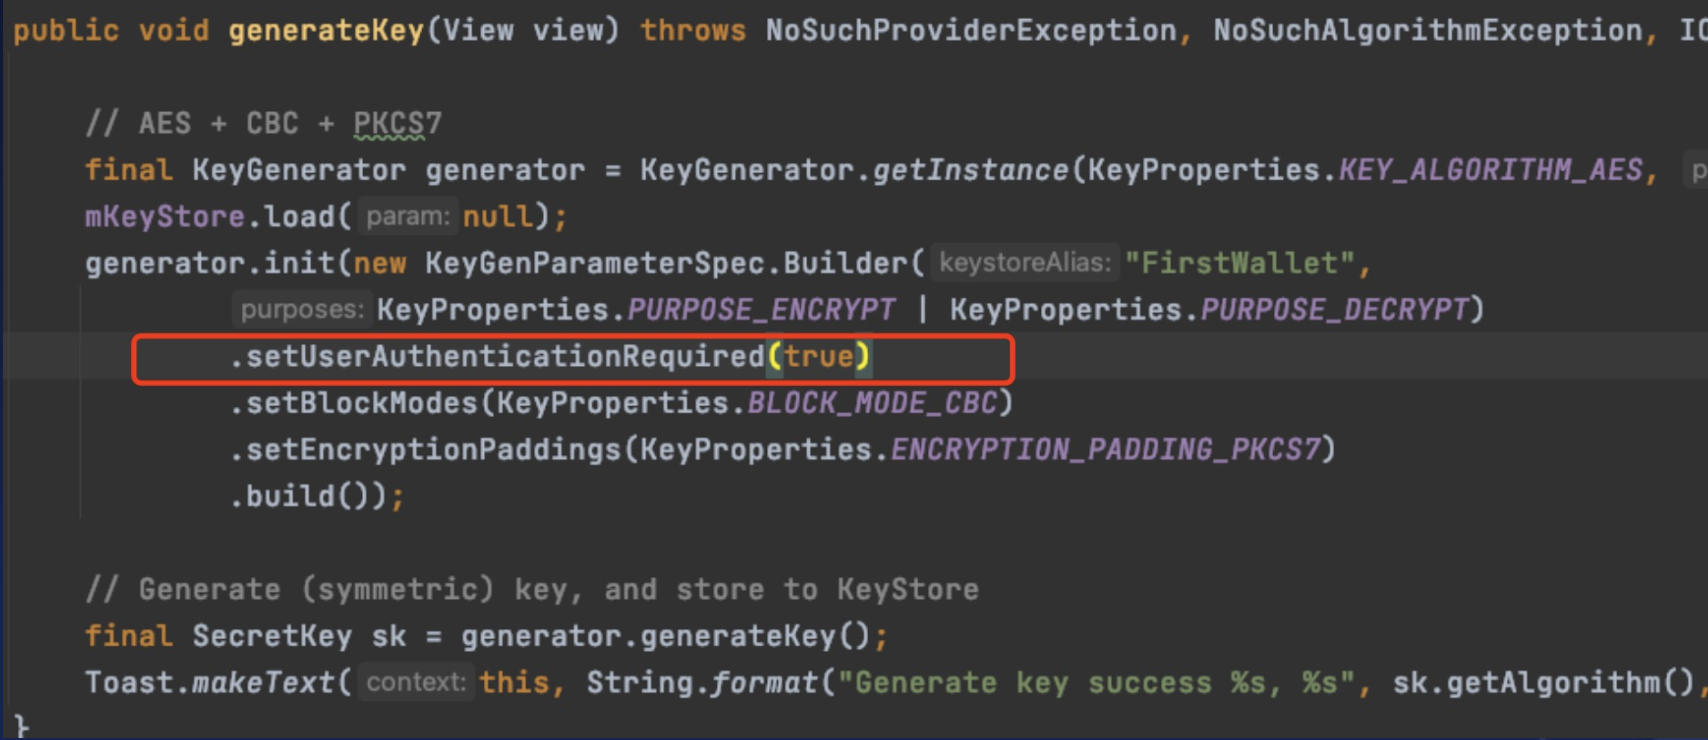 public void generateKey(View view) throws NoSuchProviderException, NoSuchAlgorithmException,
// AES + CBC + PKCS7
final KeyGenerator generator = KeyGenerator.getInstance(KeyProperties.KEY_ALGORITHM_AES,
mKeyStore.load( param: null);
generator.init(new KeyGenParameterSpec.Builder( keystoreAlias: "FirstWallet",
purposes: KeyProperties.PURPOSE_ENCRYPT | KeyProperties.PURPOSE_DECRYPT)
.setUserAuthenticationRequired(true)
.setBlockModes(KeyProperties.BLOCK_MODE_CBC)
.setEncryptionPaddings(KeyProperties.ENCRYPTION_PADDING_PKCS7)
.build());
// Generate (symmetric) key, and store to KeyStore
final SecretKey sk = generator.generateKey();
Toast.makeText( context: this, String.format("Generate key success %s, %s", sk.getAlgorithm(),
}